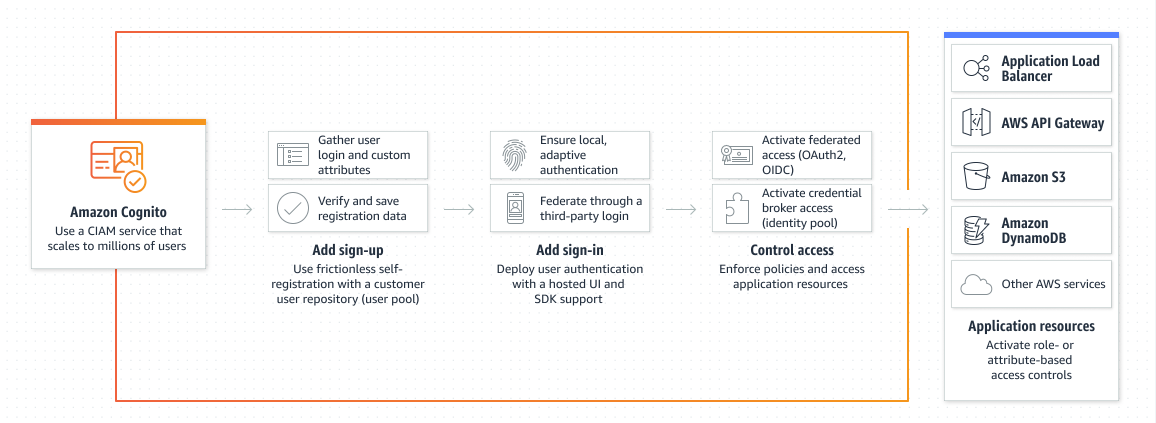 Amazon Cognito
Use a CIAM service that
scales to millions of users
Gather user
login and custom
attributes
Verify and save
registration data
Add sign-up
Use frictionless self-
registration with a customer
user repository (user pool)
Ensure local,
adaptive
authentication
Federate through a
third-party login
Add sign-in
Deploy user authentication
with a hosted UI and
SDK support
Activate federated
access (OAuth2,
OIDC)
Activate credential
broker access
(identity pool)
Control access
Enforce policies and access
application resources
Application Load
Balancer
AWS API Gateway
Amazon S3
Amazon
DynamoDB
Other AWS services
Application resources
Activate role- or
attribute-based
access controls